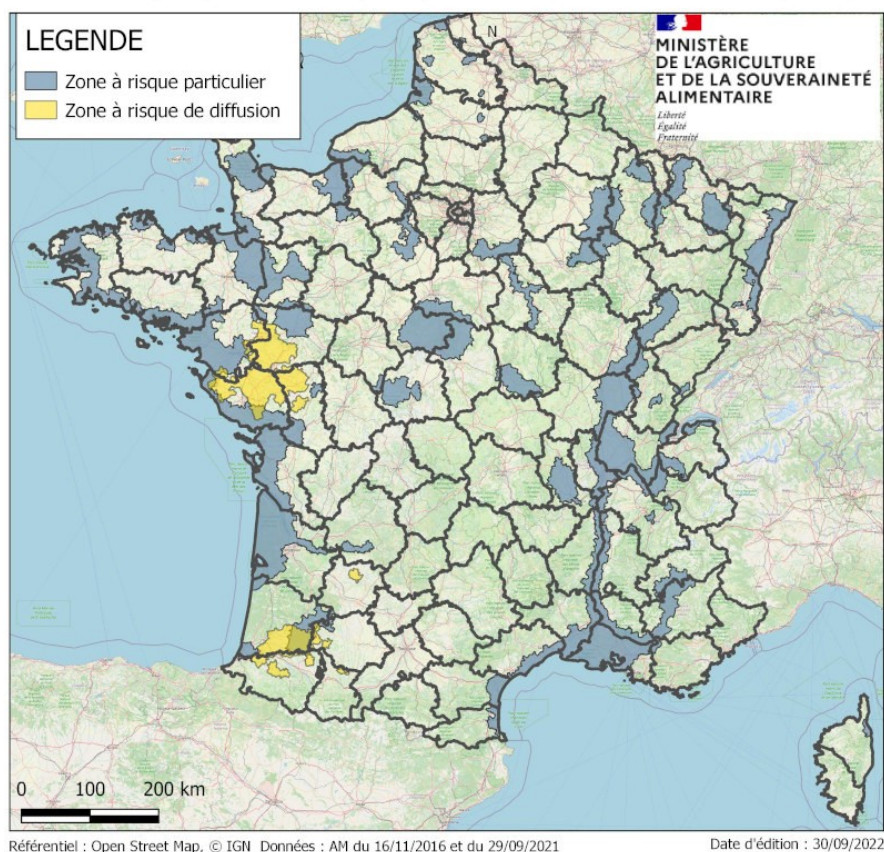 LEGENDE
Zone à risque particulier
Zone à risque de diffusion
N
MINISTÈRE
DE L'AGRICULTURE
ET DE LA SOUVERAINETÉ
ALIMENTAIRE
Liberté
Égalité
Fraternité
0 100 200 km
Référentiel : Open Street Map, © IGN Données : AM du 16/11/2016 et du 29/09/2021
Date d'édition : 30/09/2022